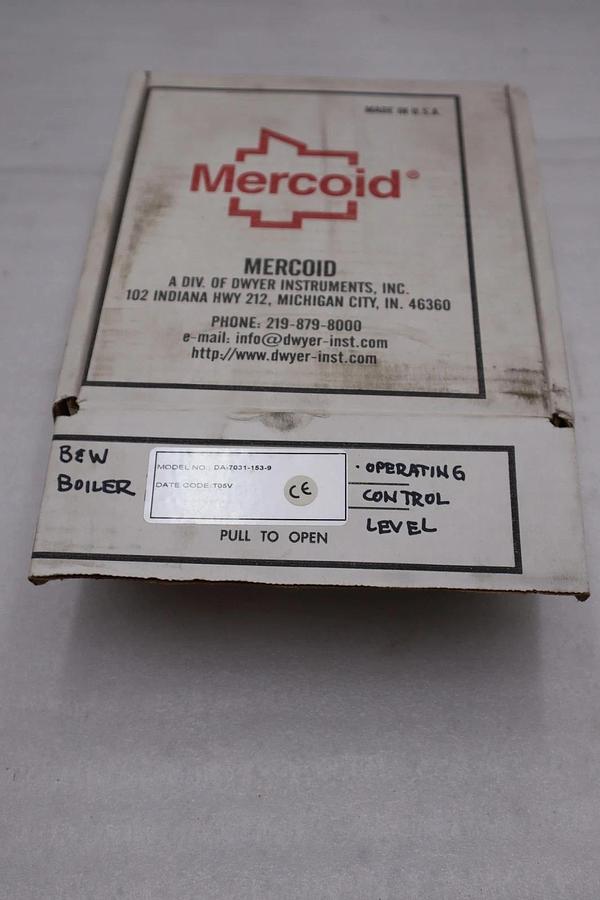 MADE IN U.S.A.
Mercoid®
MERCOID
A DIV. OF DWYER INSTRUMENTS, INC.
102 INDIANA HWY 212, MICHIGAN CITY, IN. 46360
PHONE: 219-879-8000
e-mail: info@dwyer-inst.com
http://www.dwyer-inst.com
B&W
BOILER
MODEL NO.: DA-7031-153-9
DATE CODE: T05V
CE
· OPERATING
CONTROL
LEVEL
PULL TO OPEN